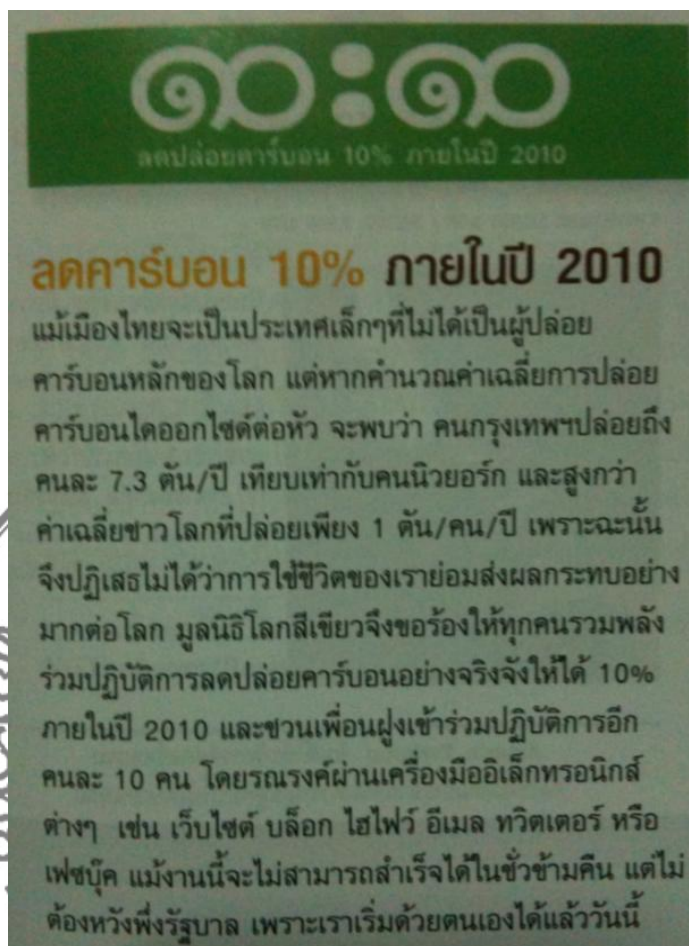 ๑๐:๑๐
ลดปล่อยคาร์บอน 10% ภายในปี 2010
ลดคาร์บอน 10% ภายในปี 2010
แม้เมืองไทยจะเป็นประเทศเล็กๆที่ไม่ได้เป็นผู้ปล่อย
คาร์บอนหลักของโลก แต่หากคำนวณค่าเฉลี่ยการปล่อย
คาร์บอนไดออกไซด์ต่อหัว จะพบว่า คนกรุงเทพฯปล่อยถึง
คนละ 7.3 ตัน/ปี เทียบเท่ากับคนนิวยอร์ก และสูงกว่า
ค่าเฉลี่ยชาวโลกที่ปล่อยเพียง 1 ตัน/คน/ปี เพราะฉะนั้น
จึงปฏิเสธไม่ได้ว่าการใช้ชีวิตของเราย่อมส่งผลกระทบอย่าง
มากต่อโลก มูลนิธิโลกสีเขียวจึงขอร้องให้ทุกคนรวมพลัง
ร่วมปฏิบัติการลดปล่อยคาร์บอนอย่างจริงจังให้ได้ 10%
ภายในปี 2010 และชวนเพื่อนฝูงเข้าร่วมปฏิบัติการอีก
คนละ 10 คน โดยรณรงค์ผ่านเครื่องมืออิเล็กทรอนิกส์
ต่างๆ เช่น เว็บไซต์ บล็อก ไฮไฟว์ อีเมล ทวิตเตอร์ หรือ
เฟซบุ๊ค แม้งานนี้จะไม่สามารถสำเร็จได้ในชั่วข้ามคืน แต่ไม่
ต้องหวังพึ่งรัฐบาล เพราะเราเริ่มด้วยตนเองได้แล้ววันนี้